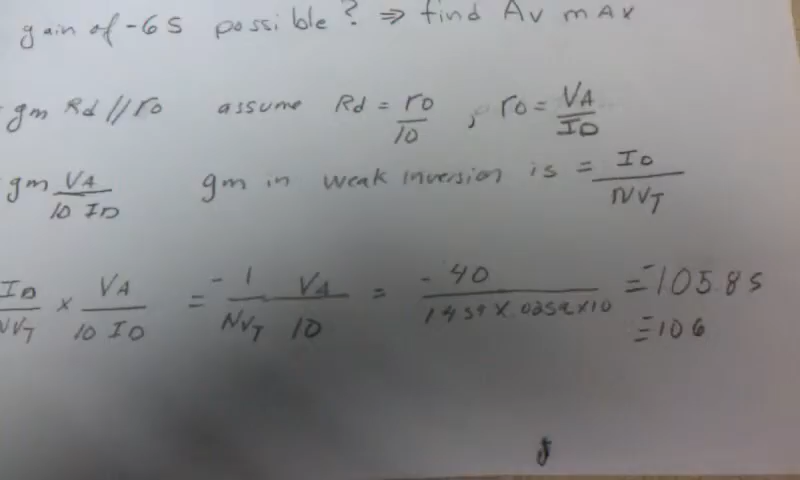 gain of -65 possible? ⇒ find Av max
- gm Rd // ro assume Rd = ro/10 , ro = VA/ID
- gm VA/10 ID gm in weak inversion is = ID/NVT
ID/NVT × VA/10 ID = - 1/NVT VA/10 = - 40/1.459 × .0259 × 10 = -105.85
= 106